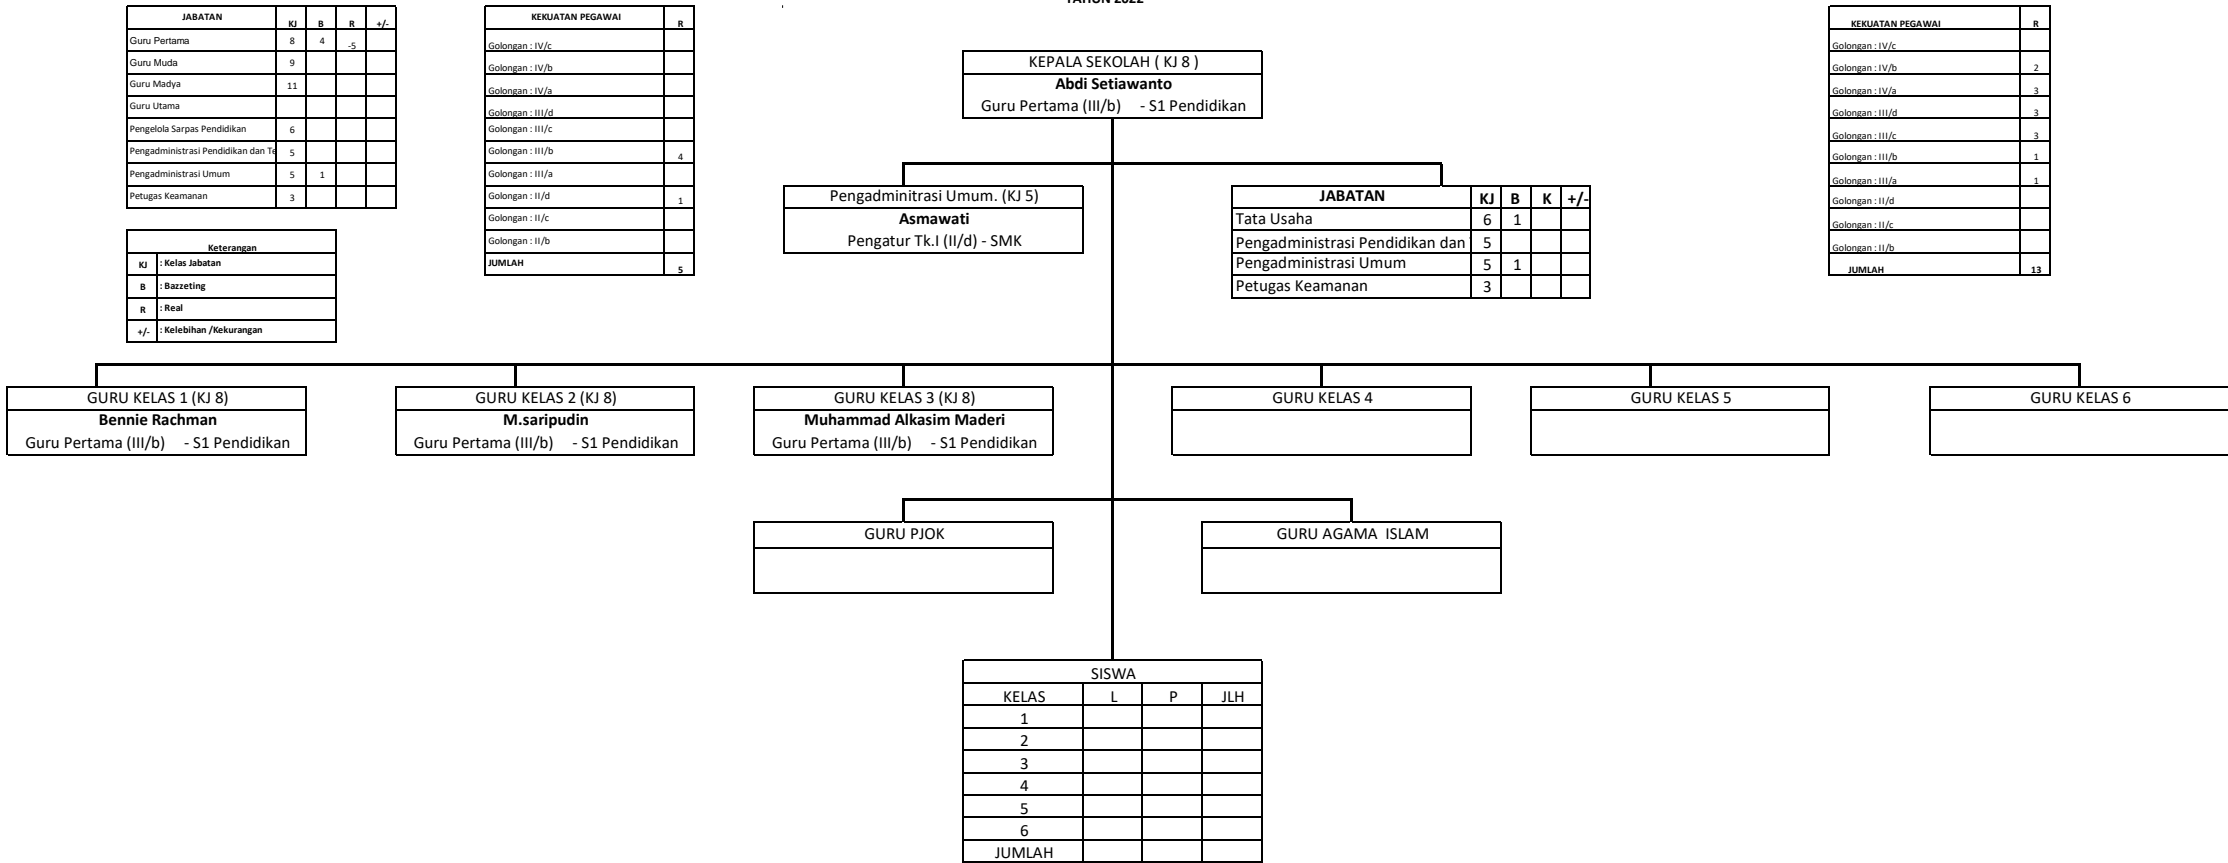 TAHUN 2022
JABATAN KJ B R +/-
Guru Pertama 8 4 -5
Guru Muda 9
Guru Madya 11
Guru Utama
Pengelola Sarpas Pendidikan 6
Pengadministrasi Pendidikan dan Te 5
Pengadministrasi Umum 5 1
Petugas Keamanan 3
Keterangan
KJ : Kelas Jabatan
B : Bazzeting
R : Real
+/- : Kelebihan /Kekurangan
KEKUATAN PEGAWAI R
Golongan : IV/c
Golongan : IV/b
Golongan : IV/a
Golongan : III/d
Golongan : III/c
Golongan : III/b 4
Golongan : III/a
Golongan : II/d 1
Golongan : II/c
Golongan : II/b
JUMLAH 5
KEPALA SEKOLAH ( KJ 8 )
Abdi Setiawanto
Guru Pertama (III/b) - S1 Pendidikan
Pengadminitrasi Umum. (KJ 5)
Asmawati
Pengatur Tk.I (II/d) - SMK
JABATAN KJ B K +/-
Tata Usaha 6 1
Pengadministrasi Pendidikan dan 5
Pengadministrasi Umum 5 1
Petugas Keamanan 3
KEKUATAN PEGAWAI R
Golongan : IV/c
Golongan : IV/b 2
Golongan : IV/a 3
Golongan : III/d 3
Golongan : III/c 3
Golongan : III/b 1
Golongan : III/a 1
Golongan : II/d
Golongan : II/c
Golongan : II/b
JUMLAH 13
GURU KELAS 1 (KJ 8)
Bennie Rachman
Guru Pertama (III/b) - S1 Pendidikan
GURU KELAS 2 (KJ 8)
M.saripudin
Guru Pertama (III/b) - S1 Pendidikan
GURU KELAS 3 (KJ 8)
Muhammad Alkasim Maderi
Guru Pertama (III/b) - S1 Pendidikan
GURU KELAS 4
GURU KELAS 5
GURU KELAS 6
GURU PJOK
GURU AGAMA ISLAM
SISWA
KELAS L P JLH
1
2
3
4
5
6
JUMLAH